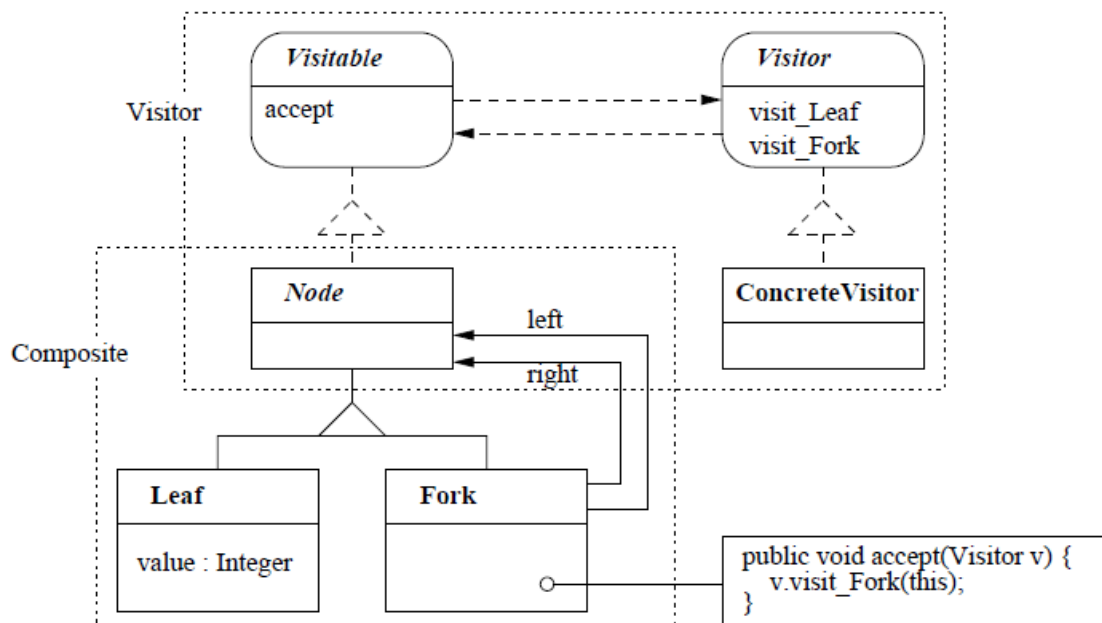 Visitable
Visitor
Visitor
accept
visit_Leaf
visit_Fork
Node
ConcreteVisitor
left
Composite
right
Leaf
Fork
value : Integer
public void accept(Visitor v) {
v.visit_Fork(this);
}